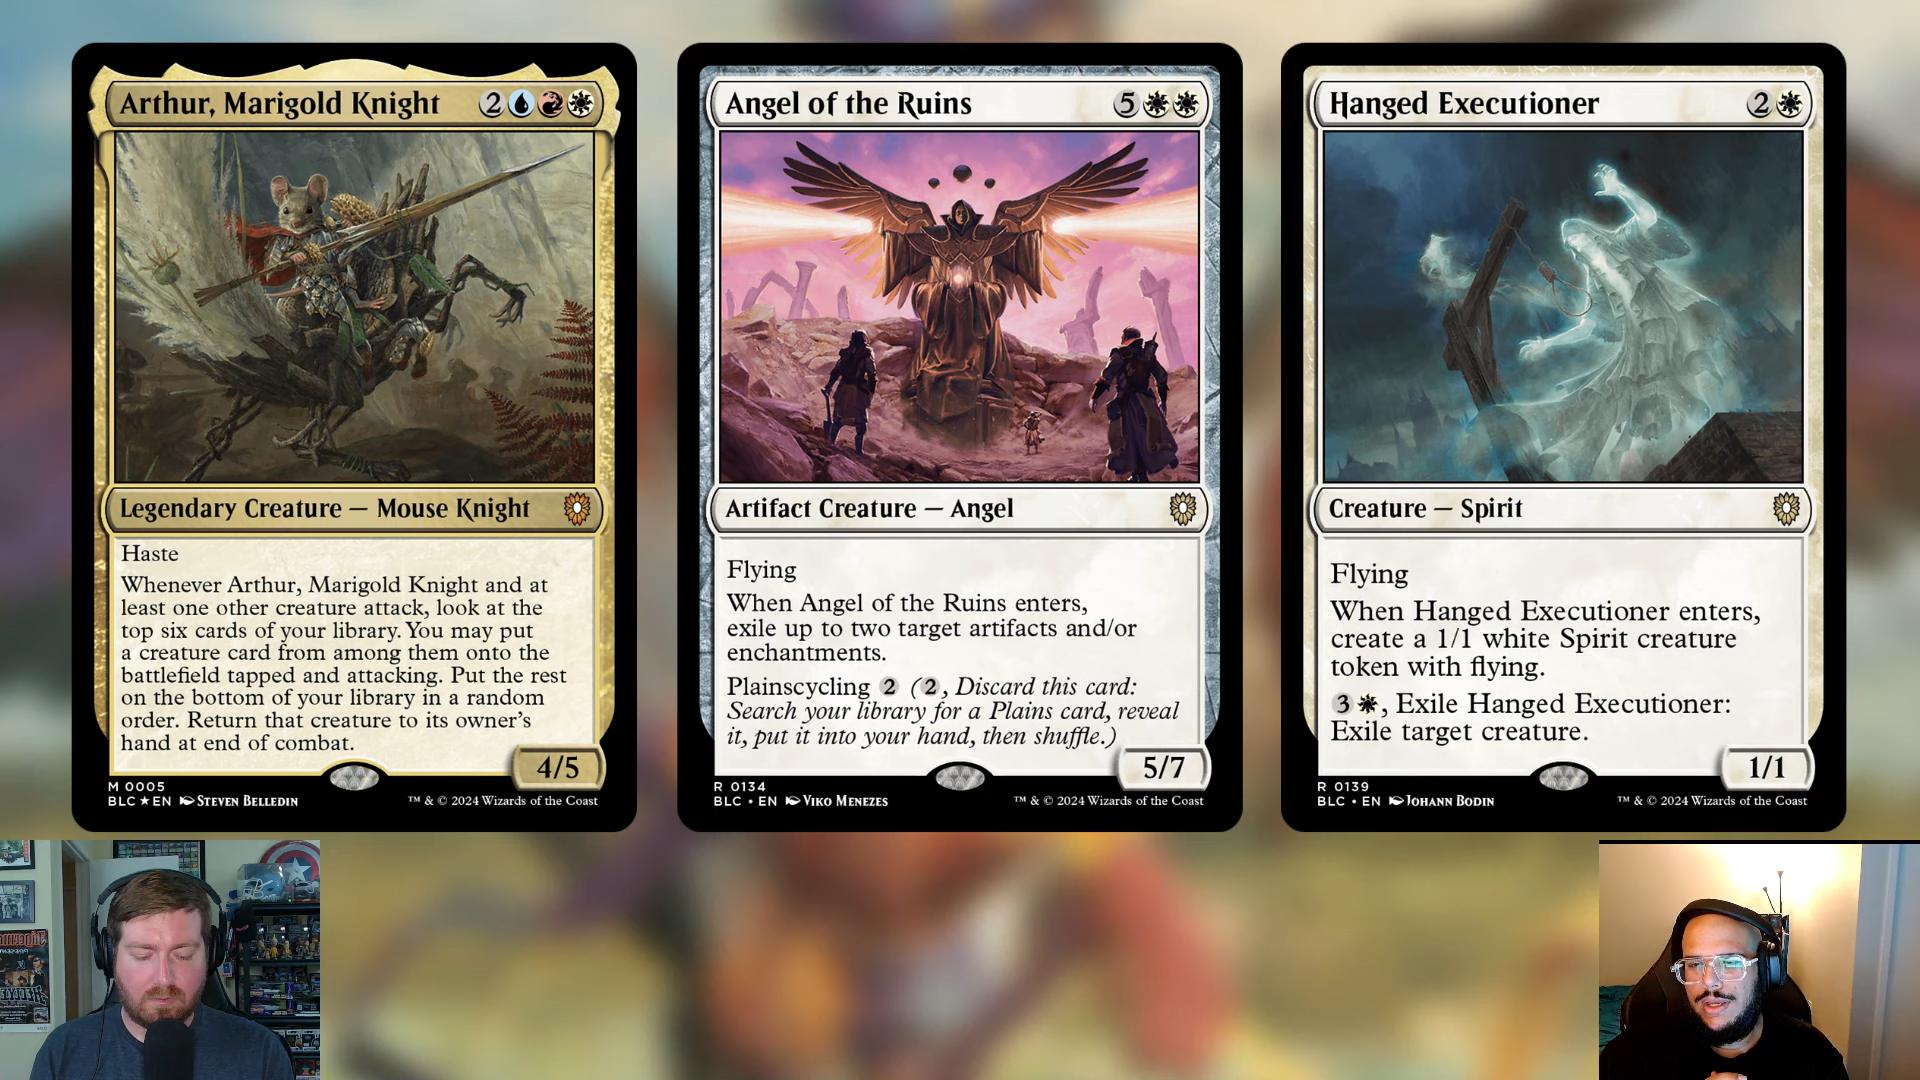 Arthur, Marigold Knight 2
Legendary Creature — Mouse Knight
Haste
Whenever Arthur, Marigold Knight and at
least one other creature attack, look at the
top six cards of your library. You may put
a creature card from among them onto the
battlefield tapped and attacking. Put the rest
on the bottom of your library in a random
order. Return that creature to its owner's
hand at end of combat.
4/5
M 0005
BLC ★ EN STEVEN BELLEDIN
™ & © 2024 Wizards of the Coast
Angel of the Ruins 5
Artifact Creature — Angel
Flying
When Angel of the Ruins enters,
exile up to two target artifacts and/or
enchantments.
Plainscycling 2 (2, Discard this card:
Search your library for a Plains card, reveal
it, put it into your hand, then shuffle.)
5/7
R 0134
BLC • EN VIKO MENEZES
™ & © 2024 Wizards of the Coast
Hanged Executioner 2
Creature — Spirit
Flying
When Hanged Executioner enters,
create a 1/1 white Spirit creature
token with flying.
3, Exile Hanged Executioner:
Exile target creature.
1/1
R 0139
BLC • EN JOHANN BODIN
™ & © 2024 Wizards of the Coast